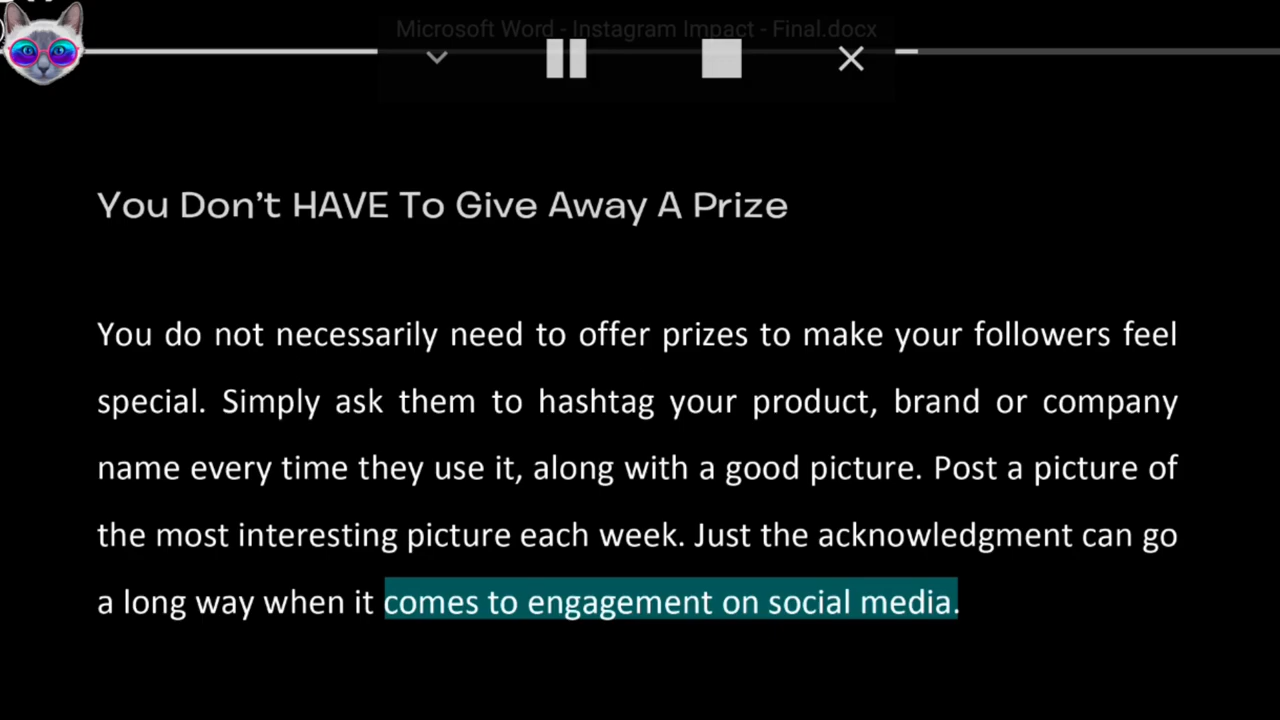 Microsoft Word - Instagram Impact - Final.docx
You Don't HAVE To Give Away A Prize
You do not necessarily need to offer prizes to make your followers feel
special. Simply ask them to hashtag your product, brand or company
name every time they use it, along with a good picture. Post a picture of
the most interesting picture each week. Just the acknowledgment can go
a long way when it comes to engagement on social media.